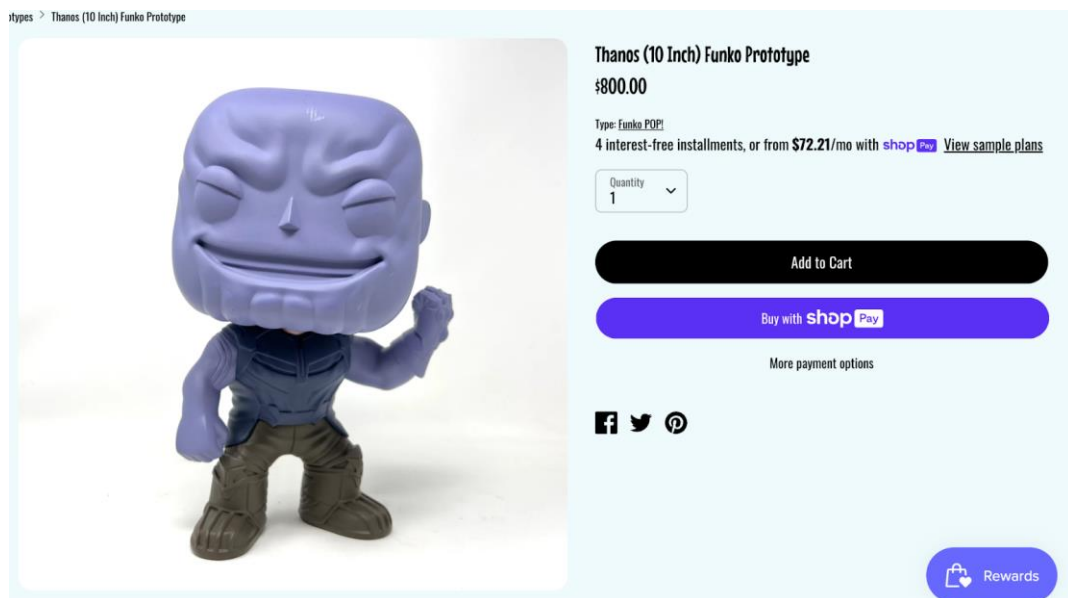 Thanos (10 Inch) Funko Prototype
Thanos (10 Inch) Funko Prototype
$800.00
Type: Funko POP!
4 interest-free installments, or from $72.21/mo with shop Pay View sample plans
Quantity
1
Add to Cart
Buy with shop Pay
More payment options
Rewards